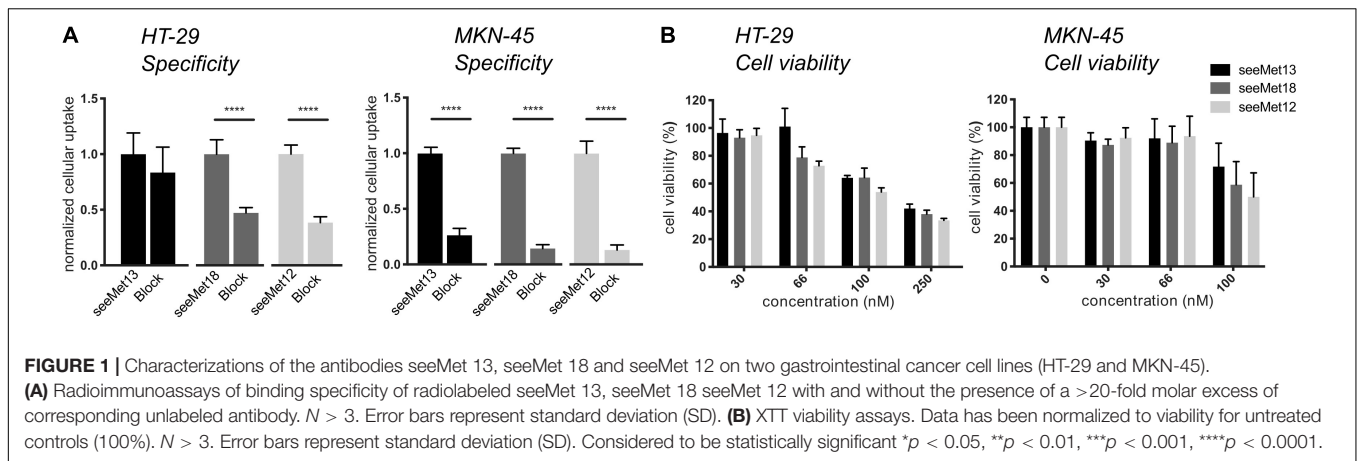 A HT-29 MKN-45 B HT-29 MKN-45
Specificity Specificity Cell viability Cell viability
seeMet13
seeMet18
seeMet12
normalized cellular uptake
1.5
1.0
0.5
0.0
**** ****
seeMet13 Block seeMet18 Block seeMet12 Block
normalized cellular uptake
1.5
1.0
0.5
0.0
**** **** ****
seeMet13 Block seeMet18 Block seeMet12 Block
cell viability (%)
120
100
80
60
40
20
0
30 66 100 250
concentration (nM)
cell viability (%)
120
100
80
60
40
20
0
0 30 66 100
concentration (nM)
FIGURE 1 | Characterizations of the antibodies seeMet 13, seeMet 18 and seeMet 12 on two gastrointestinal cancer cell lines (HT-29 and MKN-45).
(A) Radioimmunoassays of binding specificity of radiolabeled seeMet 13, seeMet 18 seeMet 12 with and without the presence of a >20-fold molar excess of
corresponding unlabeled antibody. N > 3. Error bars represent standard deviation (SD). (B) XTT viability assays. Data has been normalized to viability for untreated
controls (100%). N > 3. Error bars represent standard deviation (SD). Considered to be statistically significant *p < 0.05, **p < 0.01, ***p < 0.001, ****p < 0.0001.